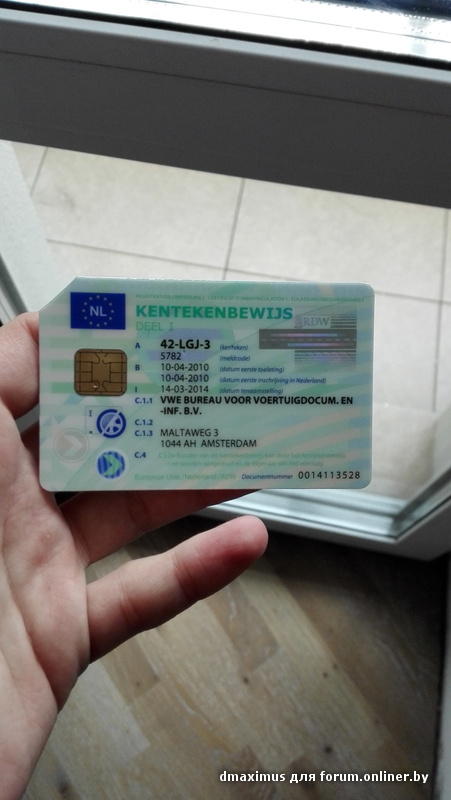 NL
KENTEKENBEWIJS
DEEL I
RDW
A 42-LGJ-3 (kenteken)
5782 (meldcode)
B 10-04-2010 (datum eerste toelating)
10-04-2010 (datum eerste inschrijving in Nederland)
I 14-03-2014 (datum tenaamstelling)
C.1.1 VWE BUREAU VOOR VOERTUIGDOCUM. EN
-INF. B.V.
C.1.2
C.1.3 MALTAWEG 3
1044 AH AMSTERDAM
C.4
Documentnummer 0014113528
dmaximus для forum.onliner.by